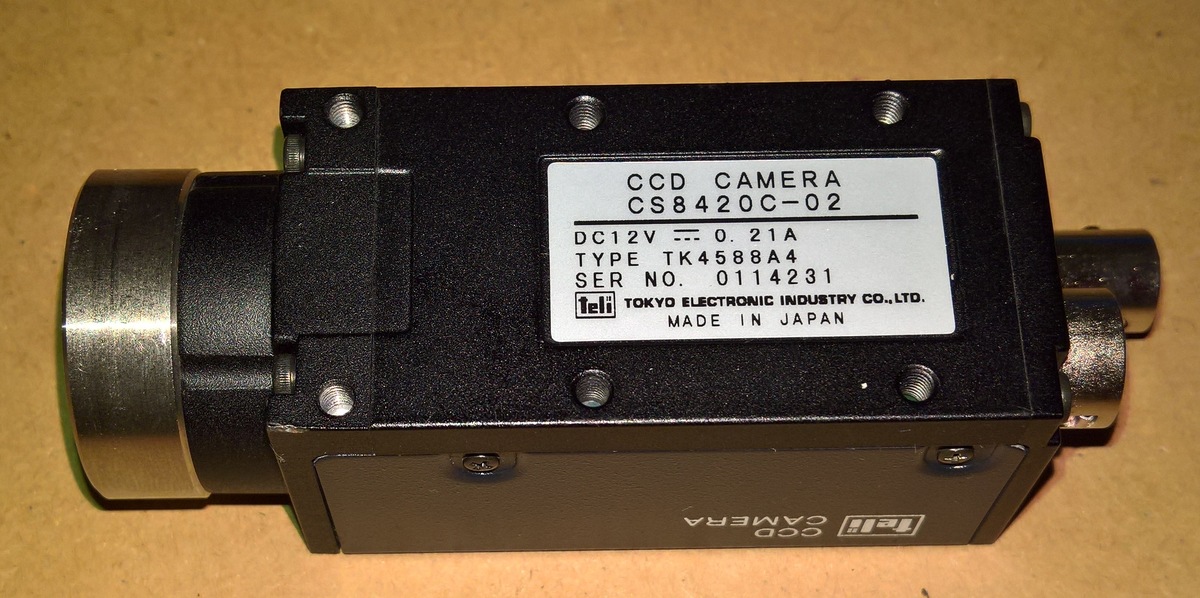 CCD CAMERA
CS8420C-02
DC12V ⎓ 0.21A
TYPE TK4588A4
SER NO. 0114231
teli TOKYO ELECTRONIC INDUSTRY CO.,LTD.
MADE IN JAPAN
teli CCD
CAMERA